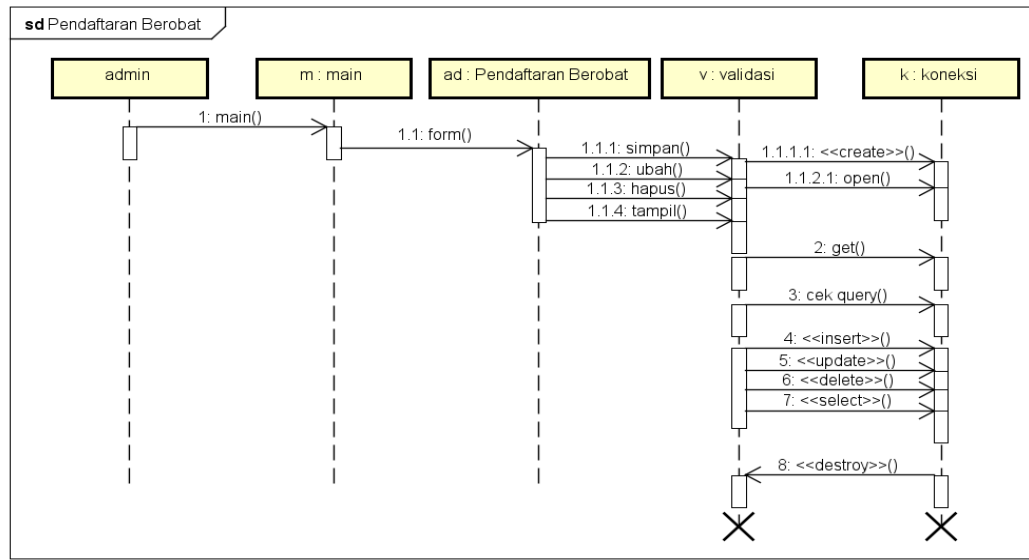 sd Pendaftaran Berobat
admin
m : main
ad : Pendaftaran Berobat
v : validasi
k : koneksi
1: main()
1.1: form()
1.1.1: simpan()
1.1.1.1: <<create>>()
1.1.2: ubah()
1.1.2.1: open()
1.1.3: hapus()
1.1.4: tampil()
2: get()
3: cek query()
4: <<insert>>()
5: <<update>>()
6: <<delete>>()
7: <<select>>()
8: <<destroy>>()